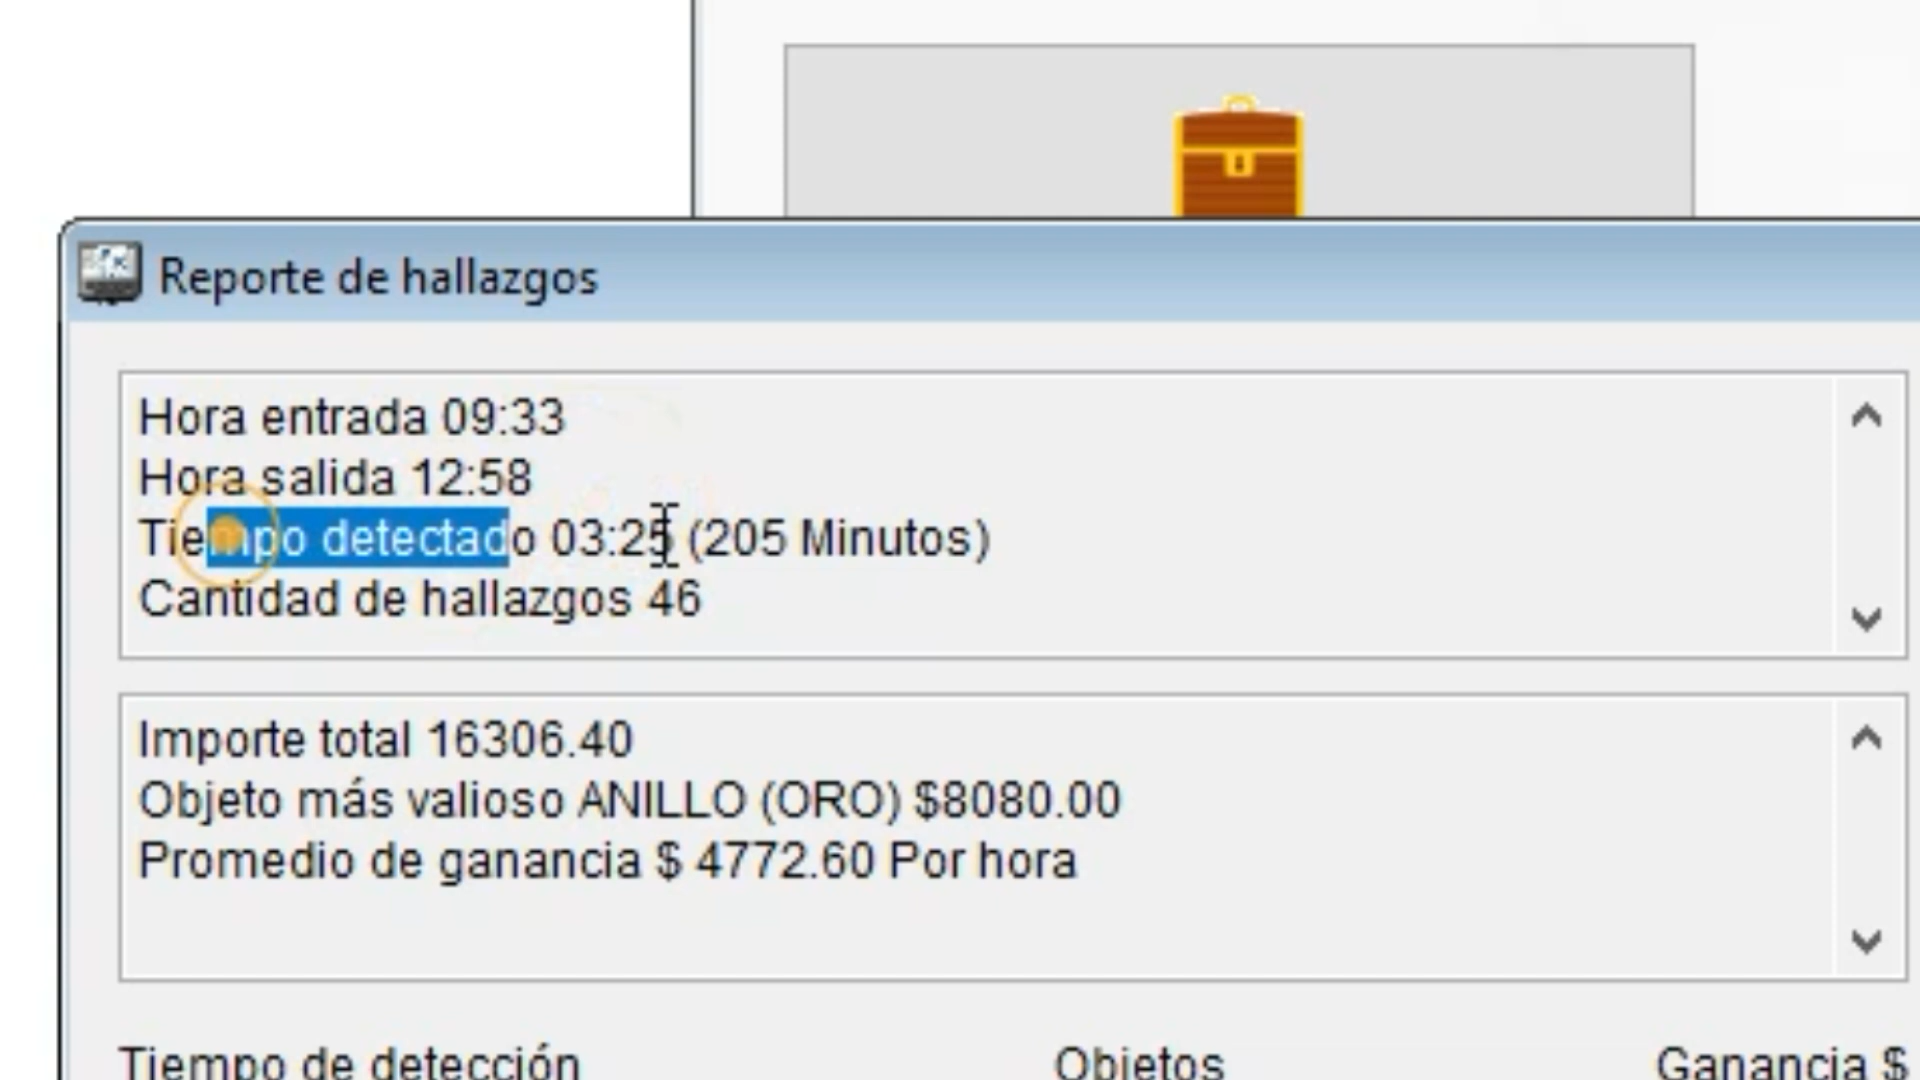 Reporte de hallazgos
Hora entrada 09:33
Hora salida 12:58
Tiempo detectado 03:25 (205 Minutos)
Cantidad de hallazgos 46
Importe total 16306.40
Objeto más valioso ANILLO (ORO) $8080.00
Promedio de ganancia $ 4772.60 Por hora
Tiempo de detección Objetos Ganancia $